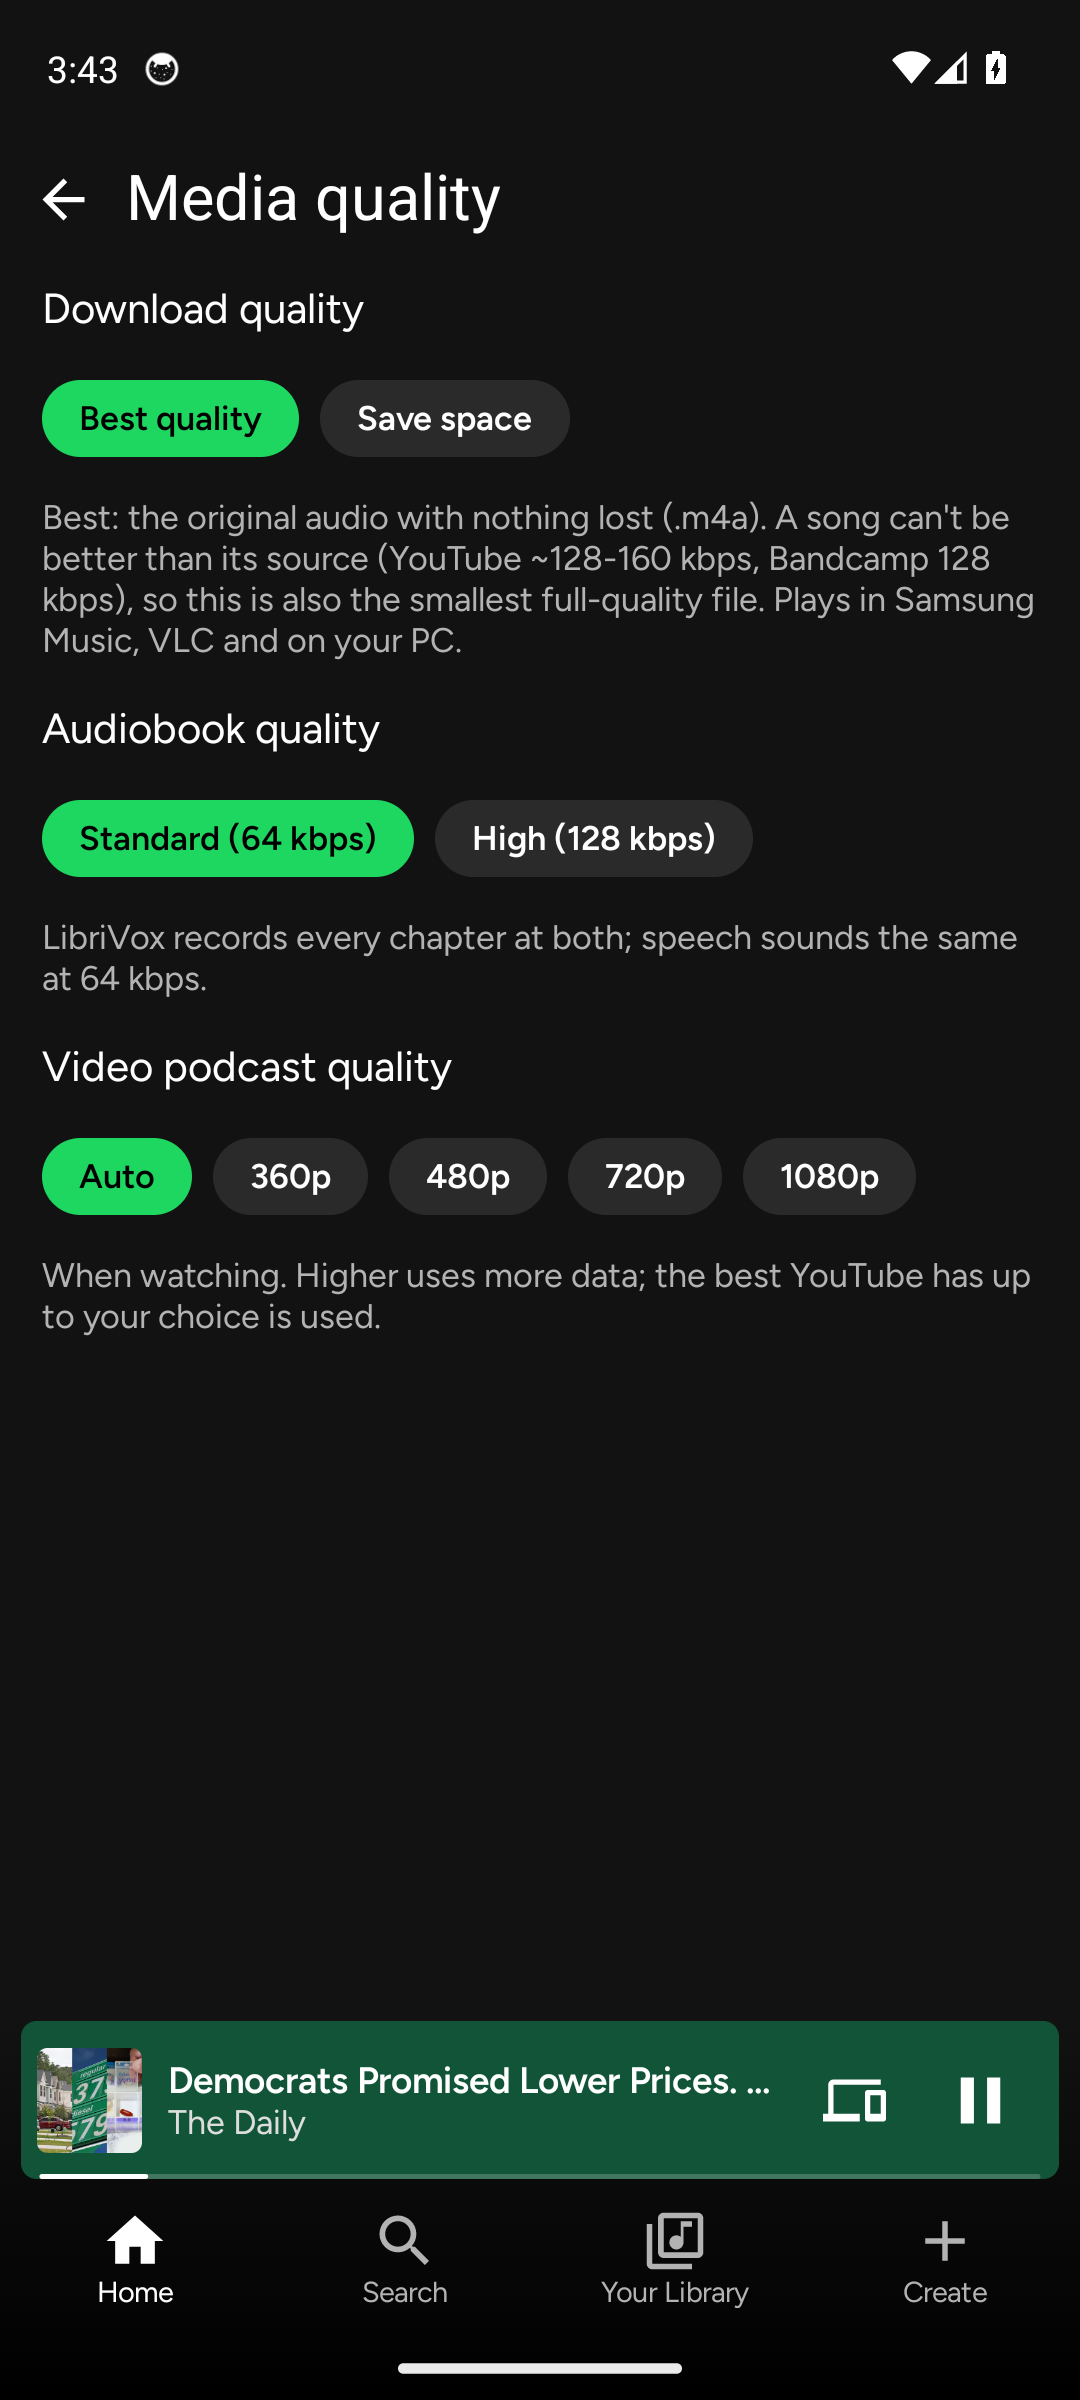 3:43
Media quality
Download quality
Best quality
Save space
Best: the original audio with nothing lost (.m4a). A song can't be
better than its source (YouTube ~128-160 kbps, Bandcamp 128
kbps), so this is also the smallest full-quality file. Plays in Samsung
Music, VLC and on your PC.
Audiobook quality
Standard (64 kbps)
High (128 kbps)
LibriVox records every chapter at both; speech sounds the same
at 64 kbps.
Video podcast quality
Auto
360p
480p
720p
1080p
When watching. Higher uses more data; the best YouTube has up
to your choice is used.
Democrats Promised Lower Prices. ...
The Daily
Home
Search
Your Library
Create